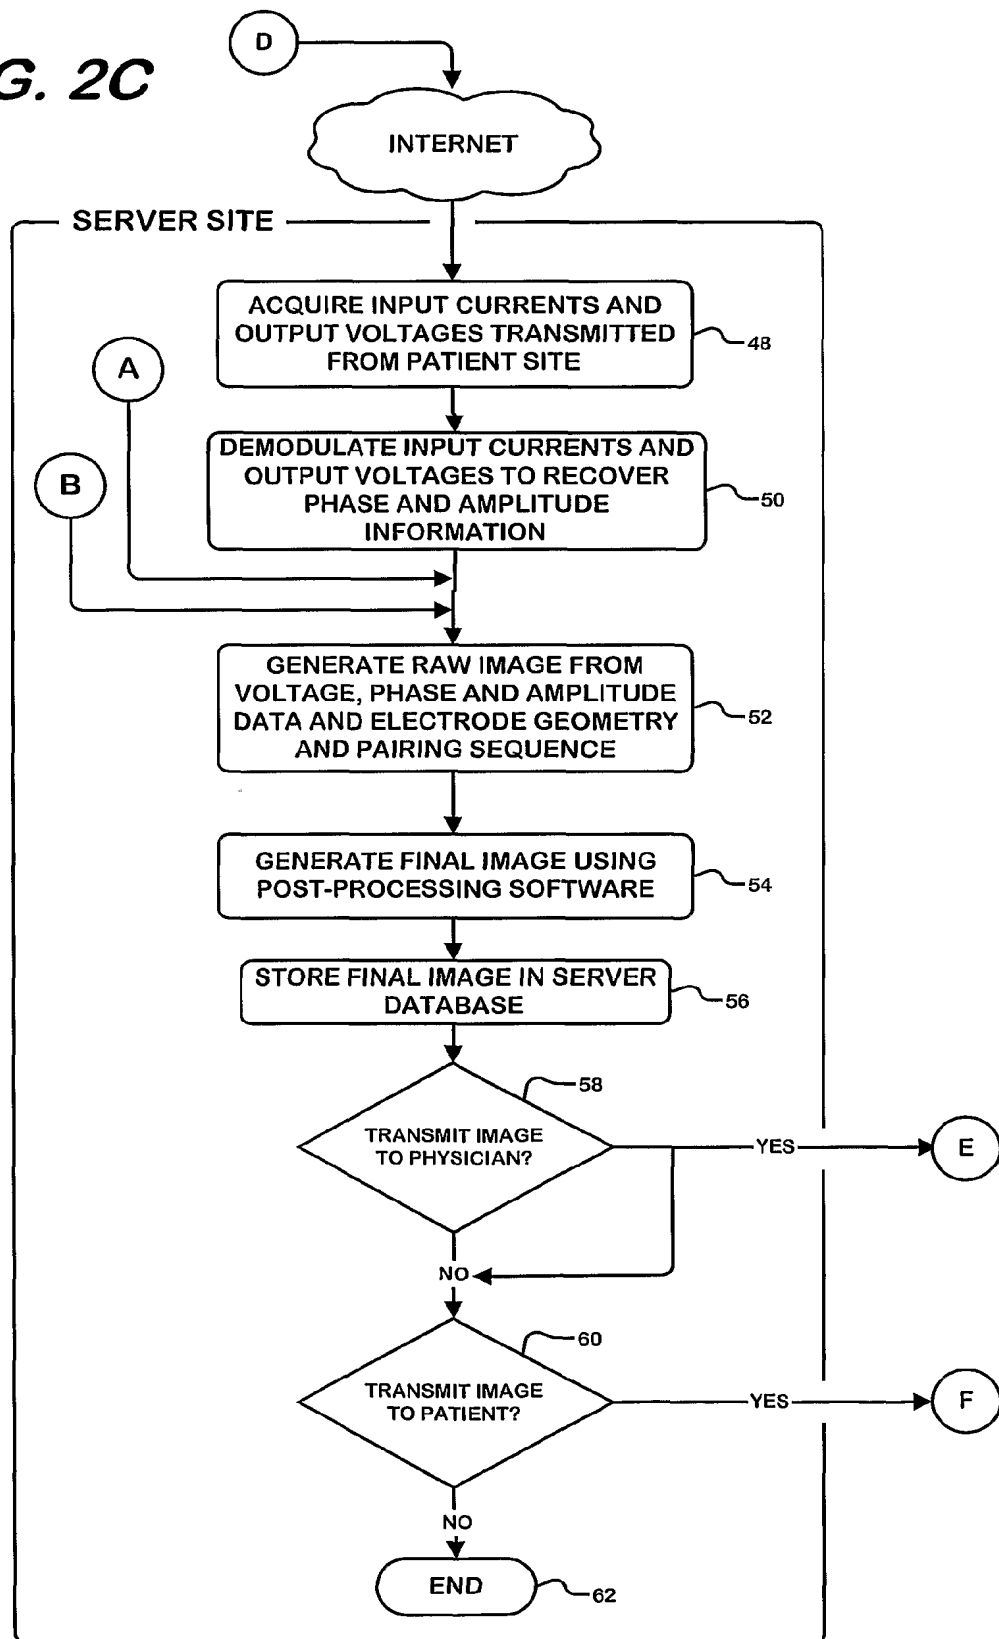 D
G. 2C
INTERNET
SERVER SITE
ACQUIRE INPUT CURRENTS AND
OUTPUT VOLTAGES TRANSMITTED
FROM PATIENT SITE
48
A
DEMODULATE INPUT CURRENTS AND
OUTPUT VOLTAGES TO RECOVER
PHASE AND AMPLITUDE
INFORMATION
50
B
GENERATE RAW IMAGE FROM
VOLTAGE, PHASE AND AMPLITUDE
DATA AND ELECTRODE GEOMETRY
AND PAIRING SEQUENCE
52
GENERATE FINAL IMAGE USING
POST-PROCESSING SOFTWARE
54
STORE FINAL IMAGE IN SERVER
DATABASE
56
58
TRANSMIT IMAGE
TO PHYSICIAN?
YES
E
NO
60
TRANSMIT IMAGE
TO PATIENT?
YES
F
NO
END
62